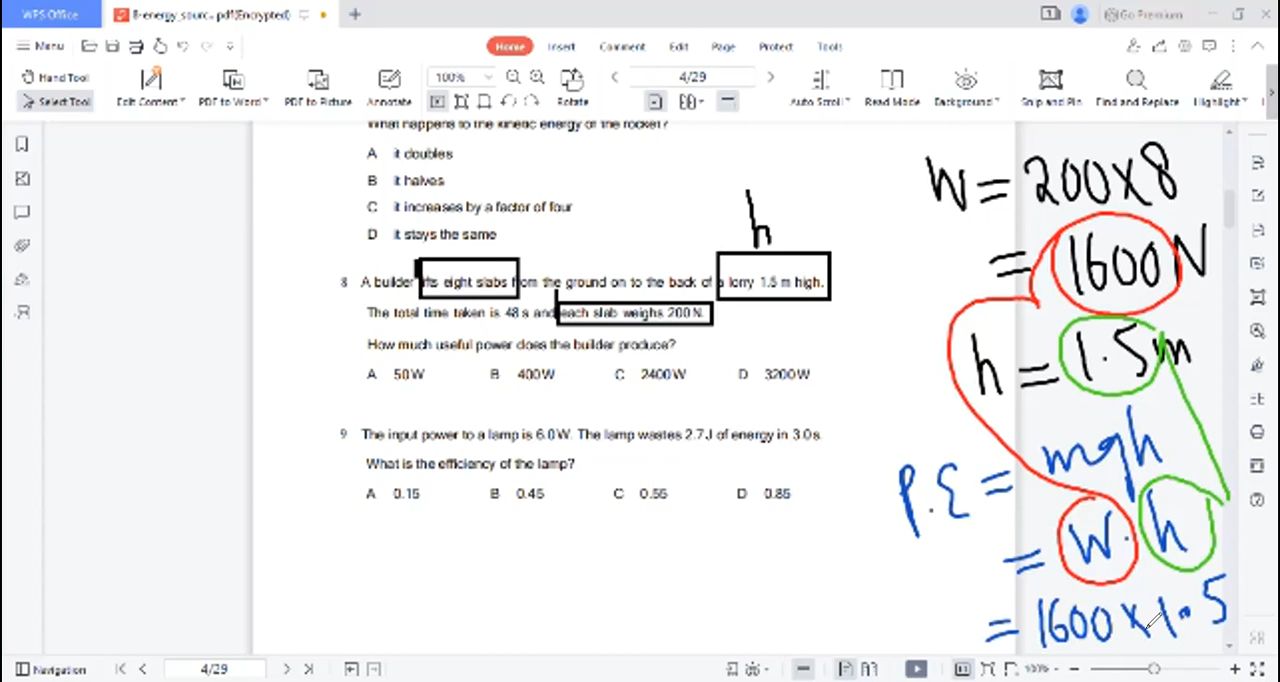 WPS Office
8-energy_sourc.. pdf(Encrypted)
Go Premium
Menu
Home Insert Comment Edit Page Protect Tools
Hand Tool
Select Tool
Edit Content
PDF to Word
PDF to Picture
Annotate
100%
Rotate
4/29
Auto Scroll
Read Mode
Background
Snip and Pin
Find and Replace
Highlight
What happens to the kinetic energy of the rocket?
A it doubles
B it halves
C it increases by a factor of four
D it stays the same
h
8 A builder lifts eight slabs from the ground on to the back of a lorry 1.5 m high.
The total time taken is 48 s and each slab weighs 200 N.
How much useful power does the builder produce?
A 50 W B 400 W C 2400 W D 3200 W
9 The input power to a lamp is 6.0 W. The lamp wastes 2.7 J of energy in 3.0 s.
What is the efficiency of the lamp?
A 0.15 B 0.45 C 0.55 D 0.85
W = 200 x 8
= 1600 N
h = 1.5 m
P.E = mgh
= W. h
= 1600 x 1.5
Navigation
4/29
100%